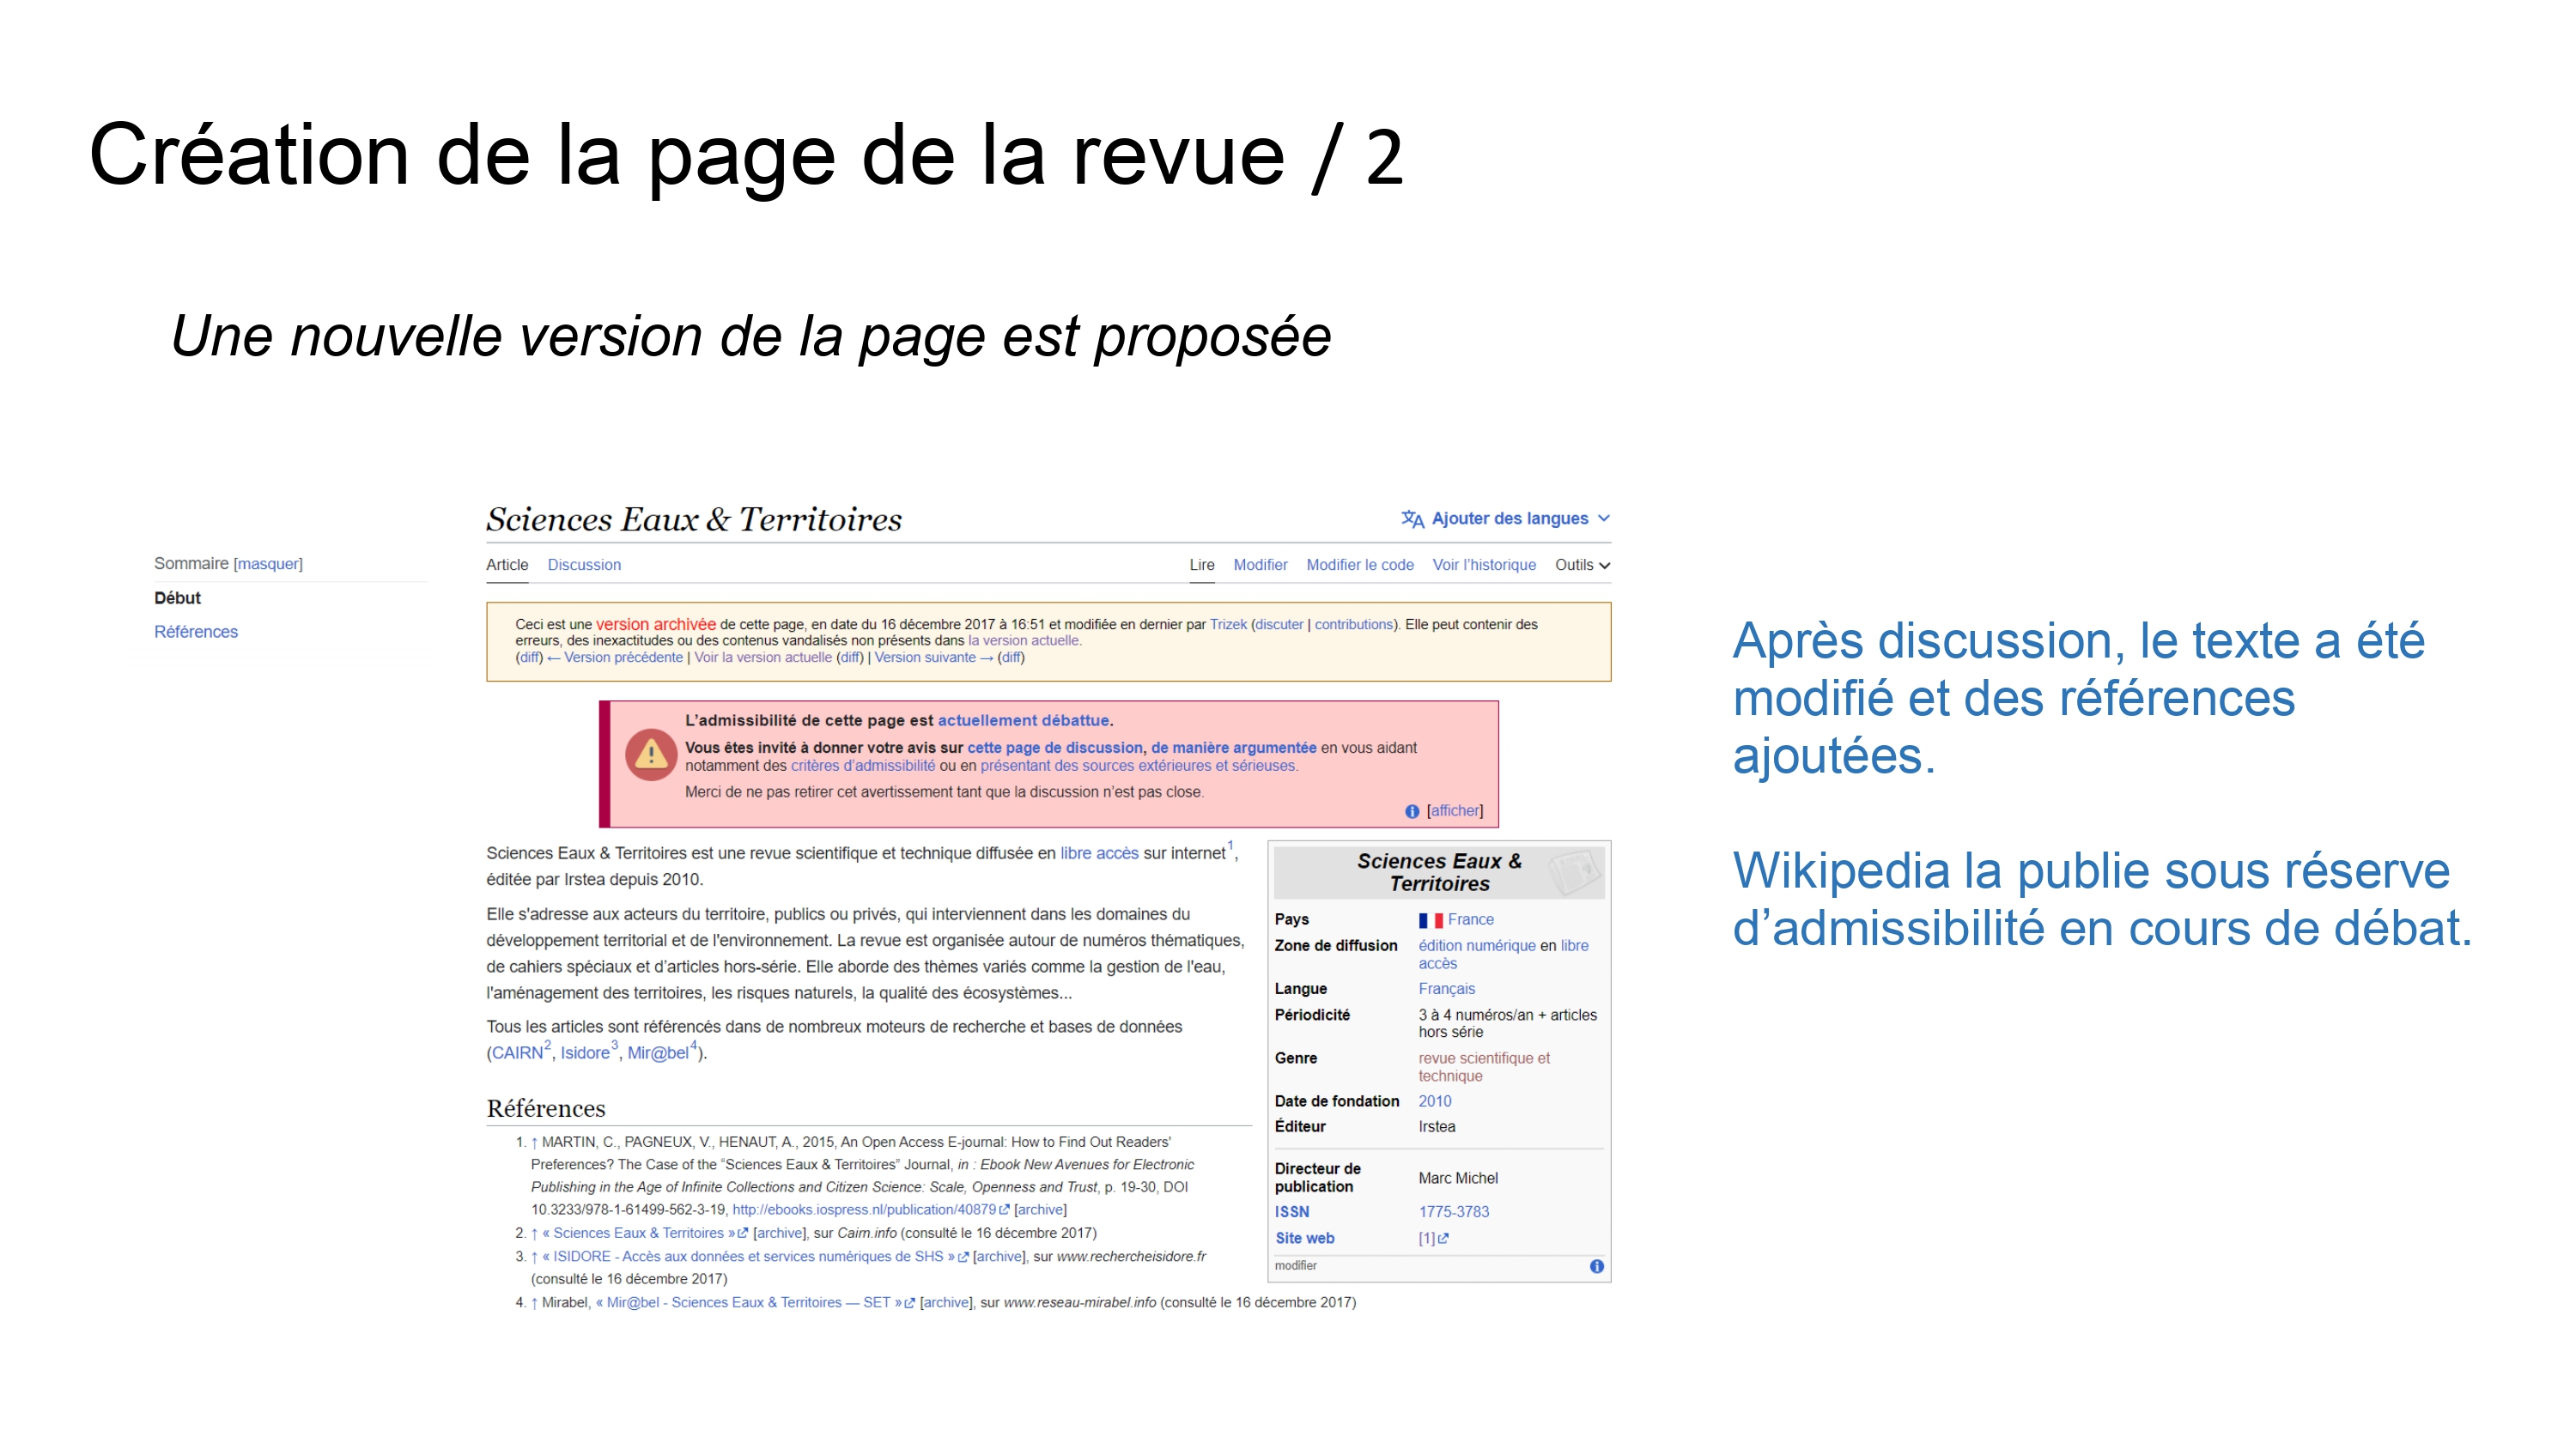 Création de la page de la revue / 2
Une nouvelle version de la page est proposée
Sommaire [masquer]
Début
Références
Sciences Eaux & Territoires
Ajouter des langues
Article Discussion
Lire Modifier Modifier le code Voir l'historique Outils
Ceci est une version archivée de cette page, en date du 16 décembre 2017 à 16:51 et modifiée en dernier par Trizek (discuter | contributions). Elle peut contenir des
erreurs, des inexactitudes ou des contenus vandalisés non présents dans la version actuelle.
(diff) ← Version précédente | Voir la version actuelle (diff) | Version suivante → (diff)
L'admissibilité de cette page est actuellement débattue.
Vous êtes invité à donner votre avis sur cette page de discussion, de manière argumentée en vous aidant
notamment des critères d'admissibilité ou en présentant des sources extérieures et sérieuses.
Merci de ne pas retirer cet avertissement tant que la discussion n'est pas close.
[afficher]
Sciences Eaux & Territoires est une revue scientifique et technique diffusée en libre accès sur internet1,
éditée par Irstea depuis 2010.
Elle s'adresse aux acteurs du territoire, publics ou privés, qui interviennent dans les domaines du
développement territorial et de l'environnement. La revue est organisée autour de numéros thématiques,
de cahiers spéciaux et d'articles hors-série. Elle aborde des thèmes variés comme la gestion de l'eau,
l'aménagement des territoires, les risques naturels, la qualité des écosystèmes...
Tous les articles sont référencés dans de nombreux moteurs de recherche et bases de données
(CAIRN2, Isidore3, Mir@bel4).
Références
1. ↑ MARTIN, C., PAGNEUX, V., HENAUT, A., 2015, An Open Access E-journal: How to Find Out Readers'
Preferences? The Case of the “Sciences Eaux & Territoires” Journal, in : Ebook New Avenues for Electronic
Publishing in the Age of Infinite Collections and Citizen Science: Scale, Openness and Trust, p. 19-30, DOI
10.3233/978-1-61499-562-3-19, http://ebooks.iospress.nl/publication/40879 [archive]
2. ↑ « Sciences Eaux & Territoires » [archive], sur Cairn.info (consulté le 16 décembre 2017)
3. ↑ « ISIDORE - Accès aux données et services numériques de SHS » [archive], sur www.rechercheisidore.fr
(consulté le 16 décembre 2017)
4. ↑ Mirabel, « Mir@bel - Sciences Eaux & Territoires — SET » [archive], sur www.reseau-mirabel.info (consulté le 16 décembre 2017)
Sciences Eaux &
Territoires
Pays France
Zone de diffusion édition numérique en libre
accès
Langue Français
Périodicité 3 à 4 numéros/an + articles
hors série
Genre revue scientifique et
technique
Date de fondation 2010
Éditeur Irstea
Directeur de
publication Marc Michel
ISSN 1775-3783
Site web [1]
modifier
Après discussion, le texte a été
modifié et des références
ajoutées.
Wikipedia la publie sous réserve
d'admissibilité en cours de débat.